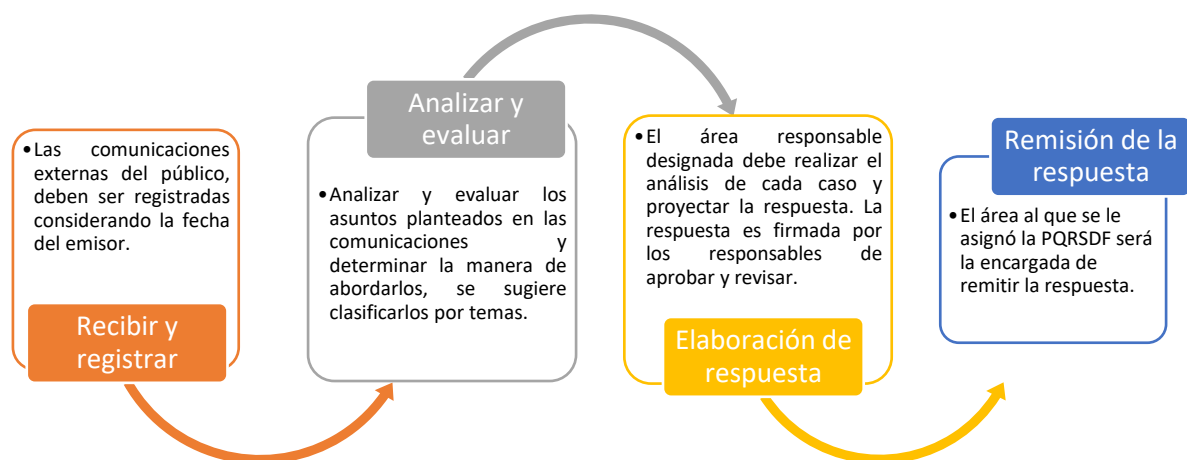 •Las comunicaciones
externas del público,
deben ser registradas
considerando la fecha
del emisor.
Recibir y
registrar
Analizar y
evaluar
•Analizar y evaluar los
asuntos planteados en las
comunicaciones y
determinar la manera de
abordarlos, se sugiere
clasificarlos por temas.
•El área responsable
designada debe realizar el
análisis de cada caso y
proyectar la respuesta. La
respuesta es firmada por
los responsables de
aprobar y revisar.
Elaboración de
respuesta
Remisión de la
respuesta
•El área al que se le
asignó la PQRSDF será
la encargada de
remitir la respuesta.